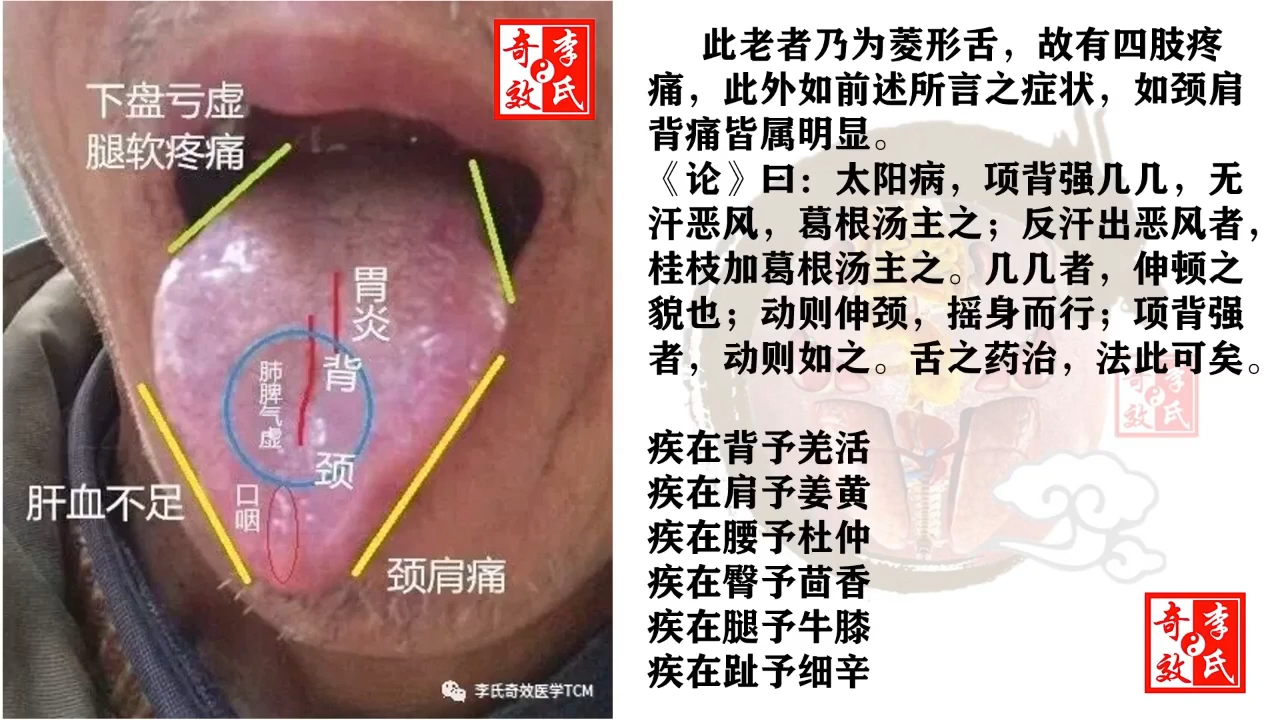 李氏
奇效
下盘亏虚
腿软疼痛
胃炎
背
肺脾气虚
颈
口咽
肝血不足
颈肩痛
李氏奇效医学TCM
此老者乃为菱形舌，故有四肢疼
痛，此外如前述所言之症状，如颈肩
背痛皆属明显。
《论》曰：太阳病，项背强几几，无
汗恶风，葛根汤主之；反汗出恶风者，
桂枝加葛根汤主之。几几者，伸顿之
貌也；动则伸颈，摇身而行；项背强
者，动则如之。舌之药治，法此可矣。
李氏
奇效
疾在背予羌活
疾在肩予姜黄
疾在腰予杜仲
疾在臀予茴香
疾在腿予牛膝
疾在趾予细辛
李氏
奇效